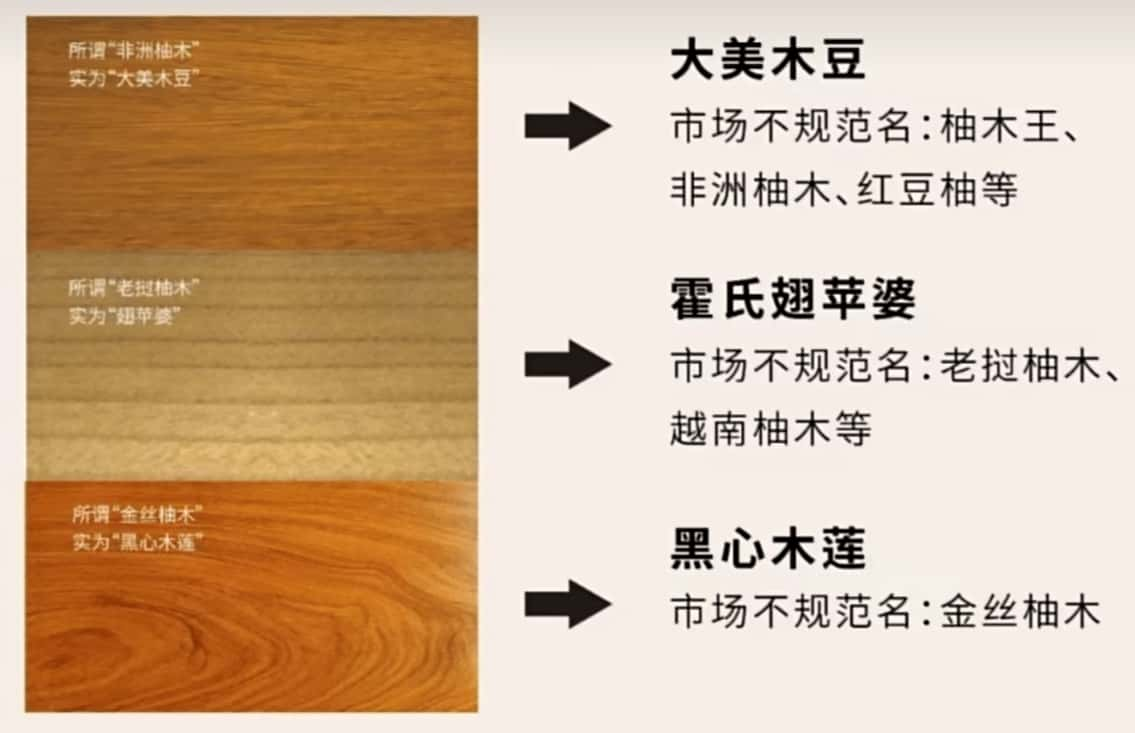 所谓“非洲柚木”
实为“大美木豆”
大美木豆
市场不规范名：柚木王、
非洲柚木、红豆柚等
所谓“老挝柚木”
实为“翅苹婆”
霍氏翅苹婆
市场不规范名：老挝柚木、
越南柚木等
所谓“金丝柚木”
实为“黑心木莲”
黑心木莲
市场不规范名：金丝柚木